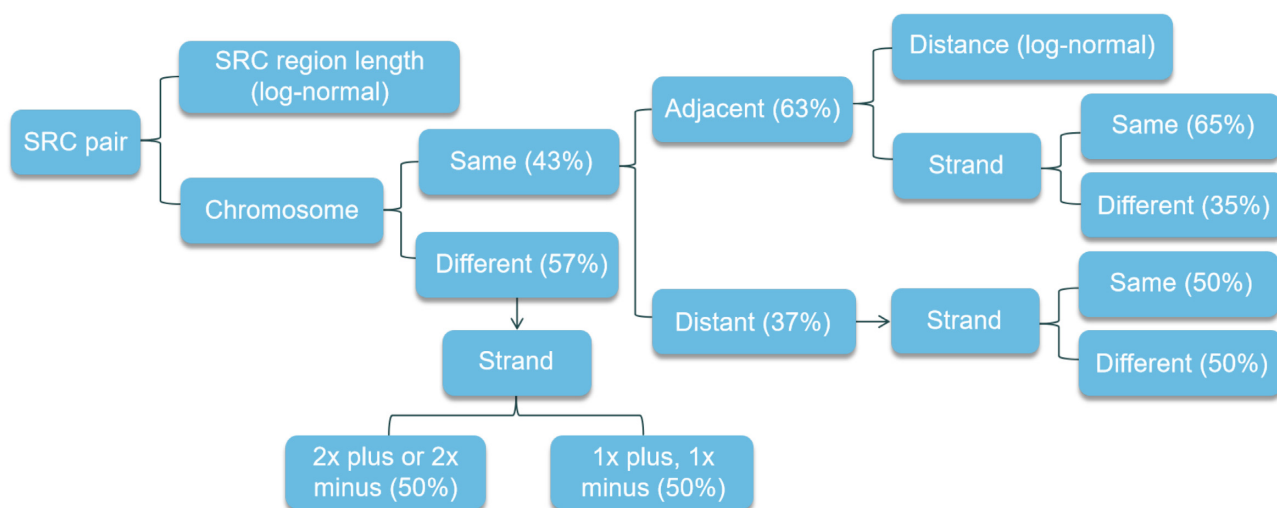 SRC pair
SRC region length
(log-normal)
Chromosome
Same (43%)
Different (57%)
Strand
2x plus or 2x
minus (50%)
1x plus, 1x
minus (50%)
Adjacent (63%)
Distant (37%)
Distance (log-normal)
Strand
Same (65%)
Different (35%)
Strand
Same (50%)
Different (50%)